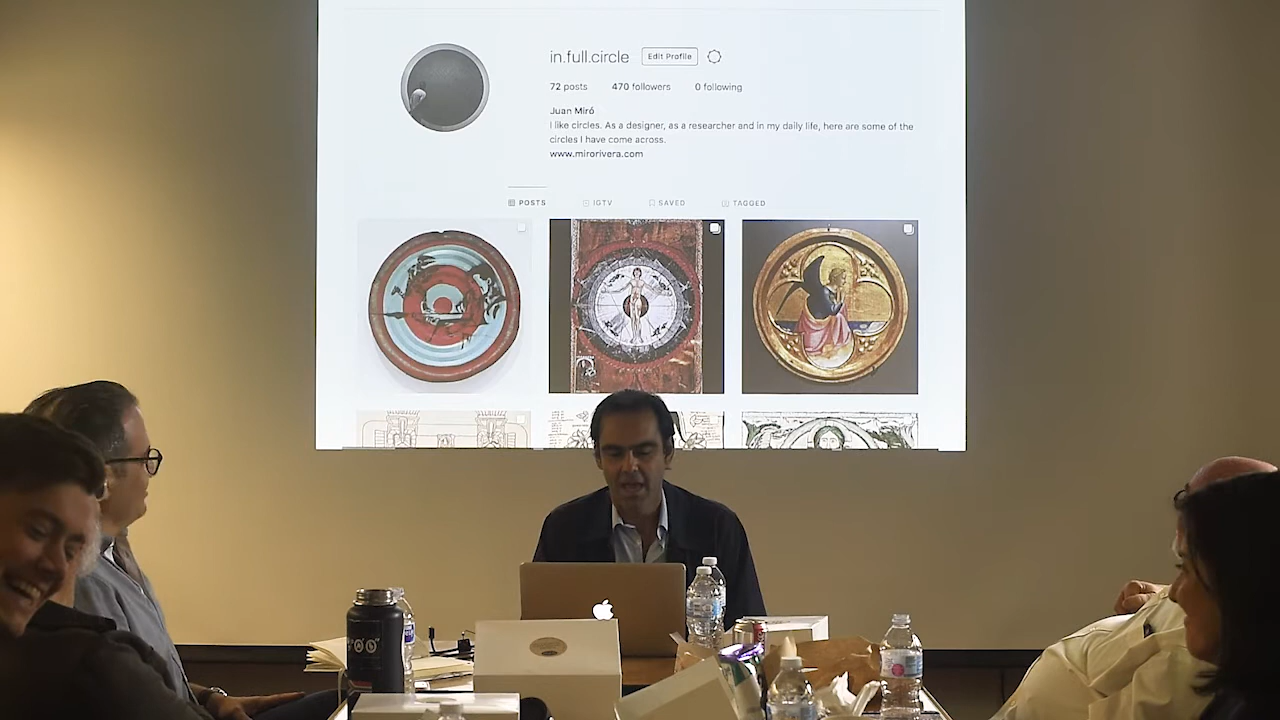 in.full.circle Edit Profile
72 posts 470 followers 0 following
Juan Miró
I like circles. As a designer, as a researcher and in my daily life, here are some of the
circles I have come across.
www.mirorivera.com
POSTS IGTV SAVED TAGGED